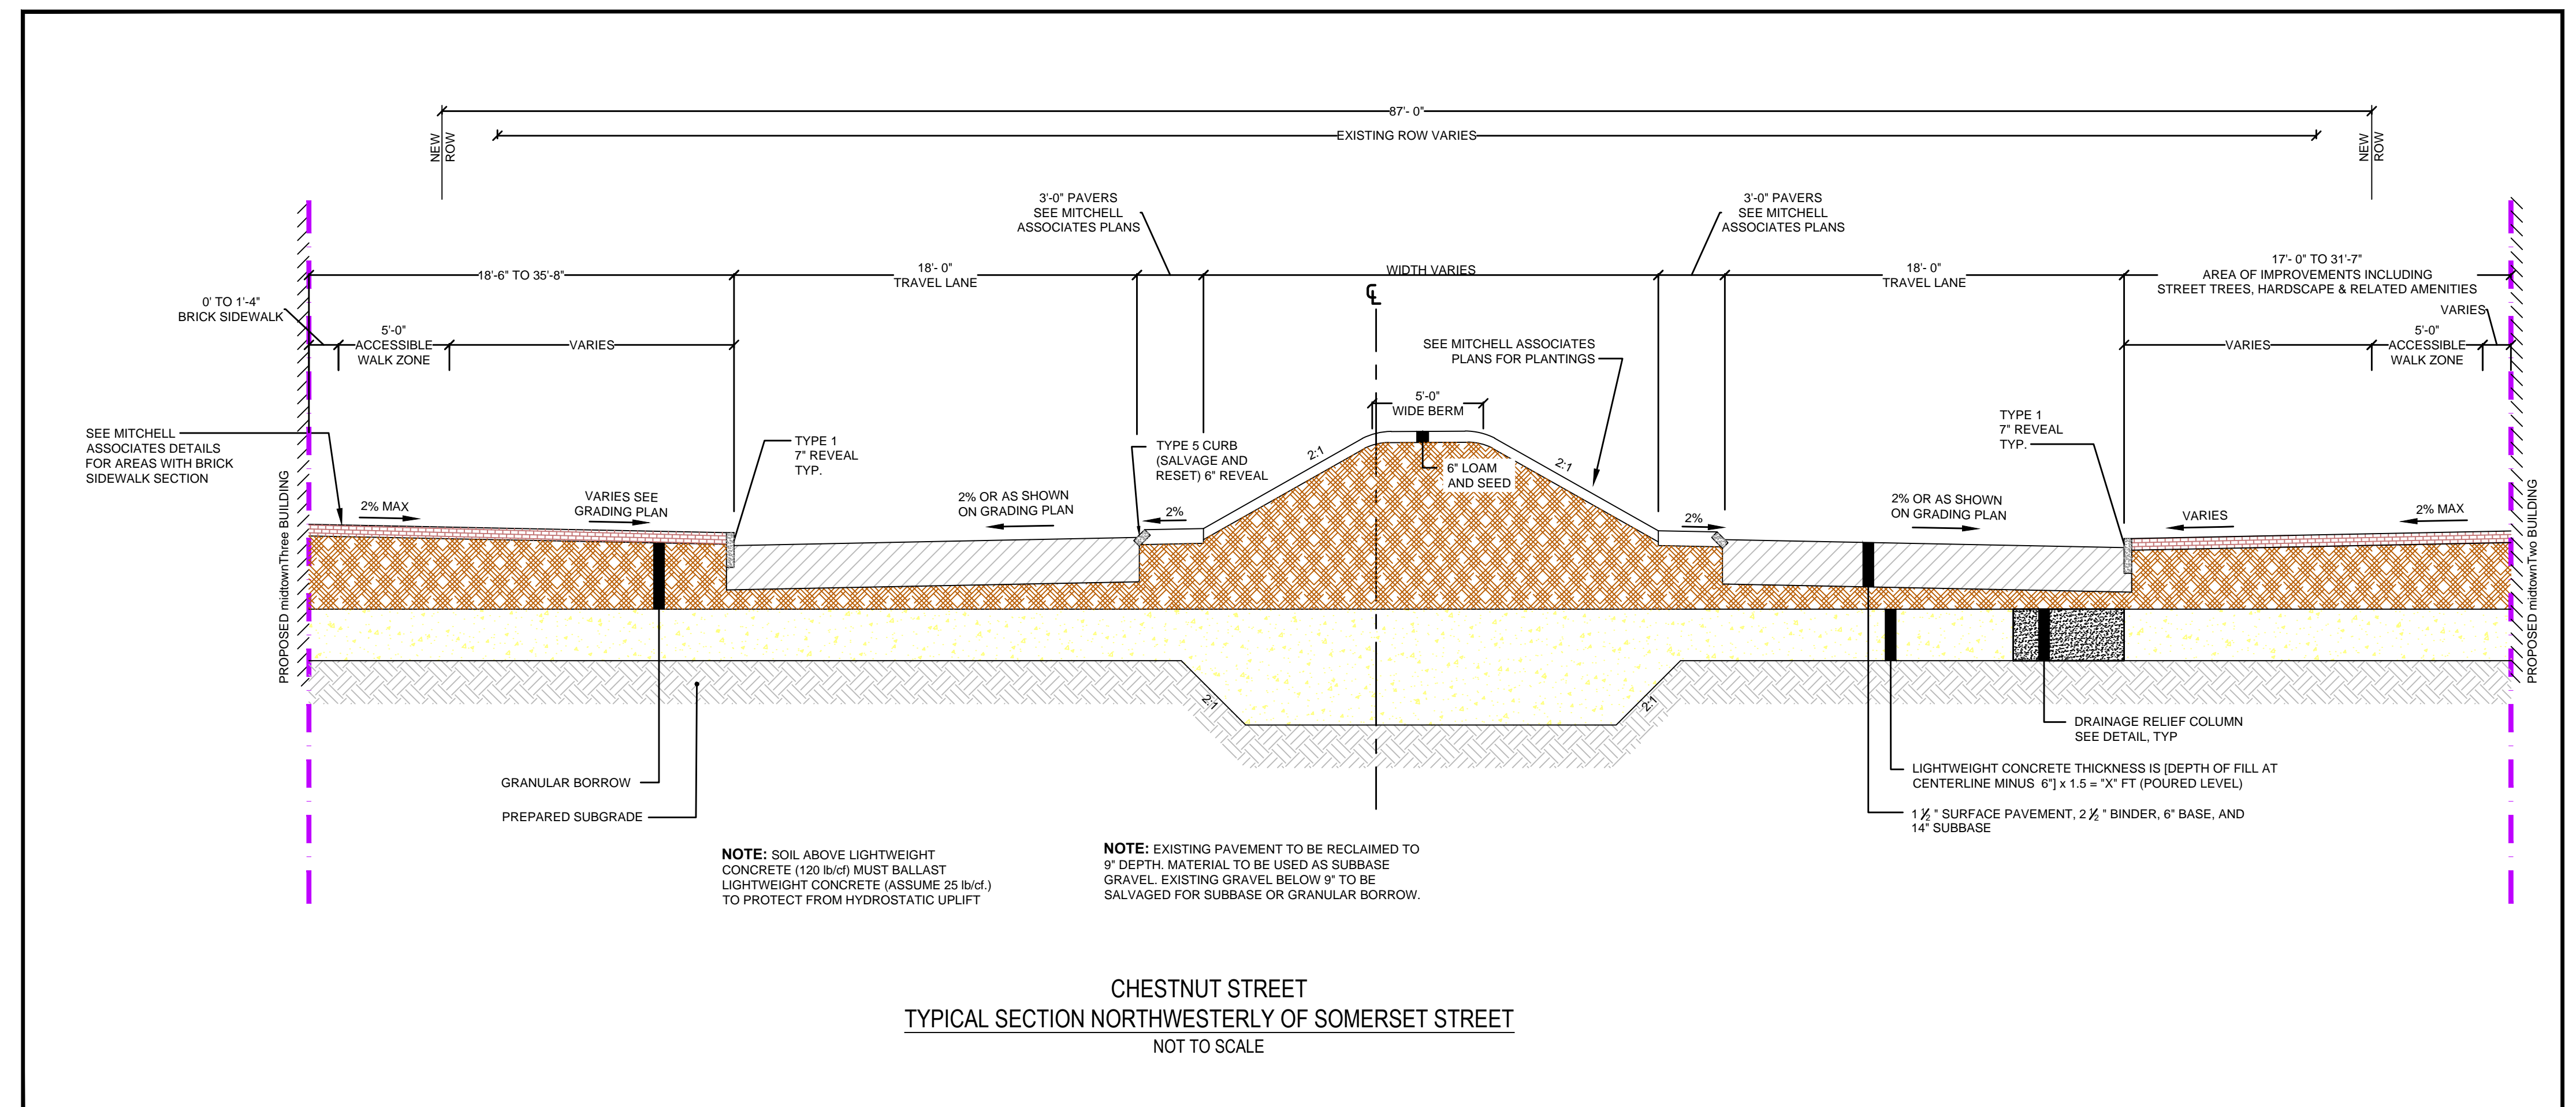 87'- 0"
EXISTING ROW VARIES
NEW
ROW
NEW
ROW
3'-0" PAVERS
SEE MITCHELL
ASSOCIATES PLANS
3'-0" PAVERS
SEE MITCHELL
ASSOCIATES PLANS
18'-6" TO 35'-8"
18'- 0"
TRAVEL LANE
WIDTH VARIES
18'- 0"
TRAVEL LANE
17'- 0" TO 31'-7"
AREA OF IMPROVEMENTS INCLUDING
STREET TREES, HARDSCAPE & RELATED AMENITIES
0' TO 1'-4"
BRICK SIDEWALK
5'-0"
ACCESSIBLE
WALK ZONE
VARIES
℄
SEE MITCHELL ASSOCIATES
PLANS FOR PLANTINGS
VARIES
VARIES
5'-0"
ACCESSIBLE
WALK ZONE
5'-0"
WIDE BERM
SEE MITCHELL
ASSOCIATES DETAILS
FOR AREAS WITH BRICK
SIDEWALK SECTION
TYPE 1
7" REVEAL
TYP.
TYPE 5 CURB
(SALVAGE AND
RESET) 6" REVEAL
2:1
6" LOAM
AND SEED
2:1
TYPE 1
7" REVEAL
TYP.
PROPOSED midtownThree BUILDING
2% MAX
VARIES SEE
GRADING PLAN
2% OR AS SHOWN
ON GRADING PLAN
2%
2%
2% OR AS SHOWN
ON GRADING PLAN
VARIES
2% MAX
PROPOSED midtownTwo BUILDING
2:1
2:1
DRAINAGE RELIEF COLUMN
SEE DETAIL, TYP
GRANULAR BORROW
LIGHTWEIGHT CONCRETE THICKNESS IS [DEPTH OF FILL AT
CENTERLINE MINUS 6"] x 1.5 = "X" FT (POURED LEVEL)
PREPARED SUBGRADE
1 ½ " SURFACE PAVEMENT, 2 ½ " BINDER, 6" BASE, AND
14" SUBBASE
NOTE: SOIL ABOVE LIGHTWEIGHT
CONCRETE (120 lb/cf) MUST BALLAST
LIGHTWEIGHT CONCRETE (ASSUME 25 lb/cf.)
TO PROTECT FROM HYDROSTATIC UPLIFT
NOTE: EXISTING PAVEMENT TO BE RECLAIMED TO
9" DEPTH. MATERIAL TO BE USED AS SUBBASE
GRAVEL. EXISTING GRAVEL BELOW 9" TO BE
SALVAGED FOR SUBBASE OR GRANULAR BORROW.
CHESTNUT STREET
TYPICAL SECTION NORTHWESTERLY OF SOMERSET STREET
NOT TO SCALE